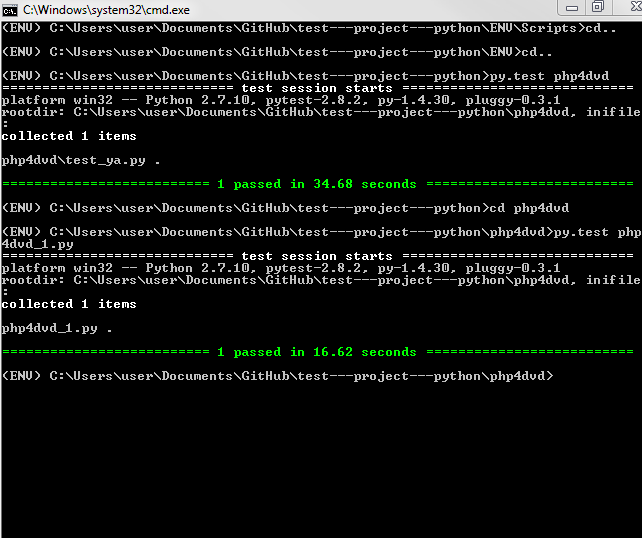 C:\Windows\system32\cmd.exe
(ENV) C:\Users\user\Documents\GitHub\test---project---python\ENV\Scripts>cd..
(ENV) C:\Users\user\Documents\GitHub\test---project---python\ENV>cd..
(ENV) C:\Users\user\Documents\GitHub\test---project---python>py.test php4dvd
============================= test session starts =============================
platform win32 -- Python 2.7.10, pytest-2.8.2, py-1.4.30, pluggy-0.3.1
rootdir: C:\Users\user\Documents\GitHub\test---project---python\php4dvd, inifile
:
collected 1 items
php4dvd\test_ya.py .
========================== 1 passed in 34.68 seconds ==========================
(ENV) C:\Users\user\Documents\GitHub\test---project---python>cd php4dvd
(ENV) C:\Users\user\Documents\GitHub\test---project---python\php4dvd>py.test php
4dvd_1.py
============================= test session starts =============================
platform win32 -- Python 2.7.10, pytest-2.8.2, py-1.4.30, pluggy-0.3.1
rootdir: C:\Users\user\Documents\GitHub\test---project---python\php4dvd, inifile
:
collected 1 items
php4dvd_1.py .
========================== 1 passed in 16.62 seconds ==========================
(ENV) C:\Users\user\Documents\GitHub\test---project---python\php4dvd>